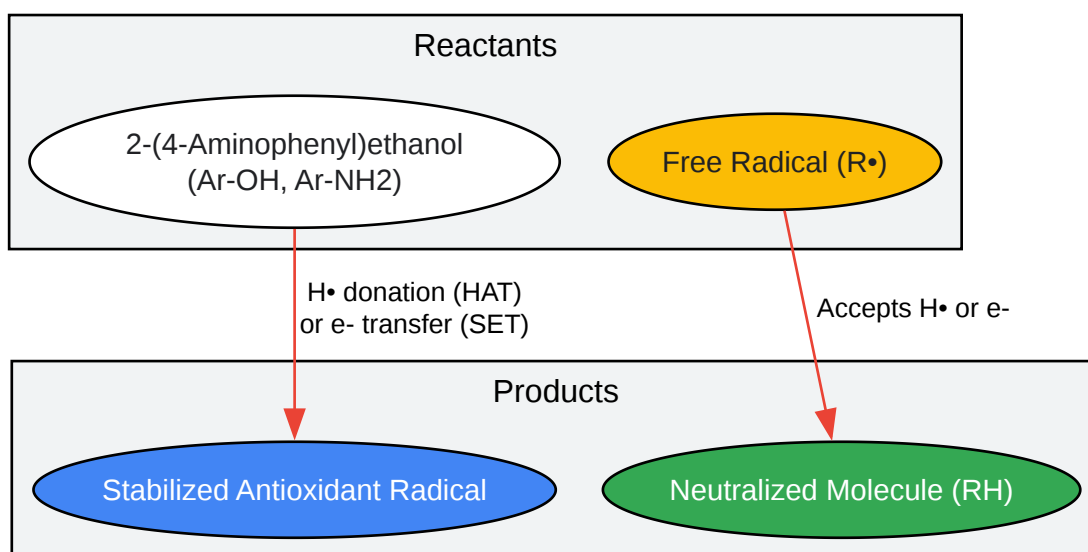 Reactants
2-(4-Aminophenyl)ethanol
(Ar-OH, Ar-NH2)
Free Radical (R•)
H• donation (HAT)
or e- transfer (SET)
Accepts H• or e-
Products
Stabilized Antioxidant Radical
Neutralized Molecule (RH)